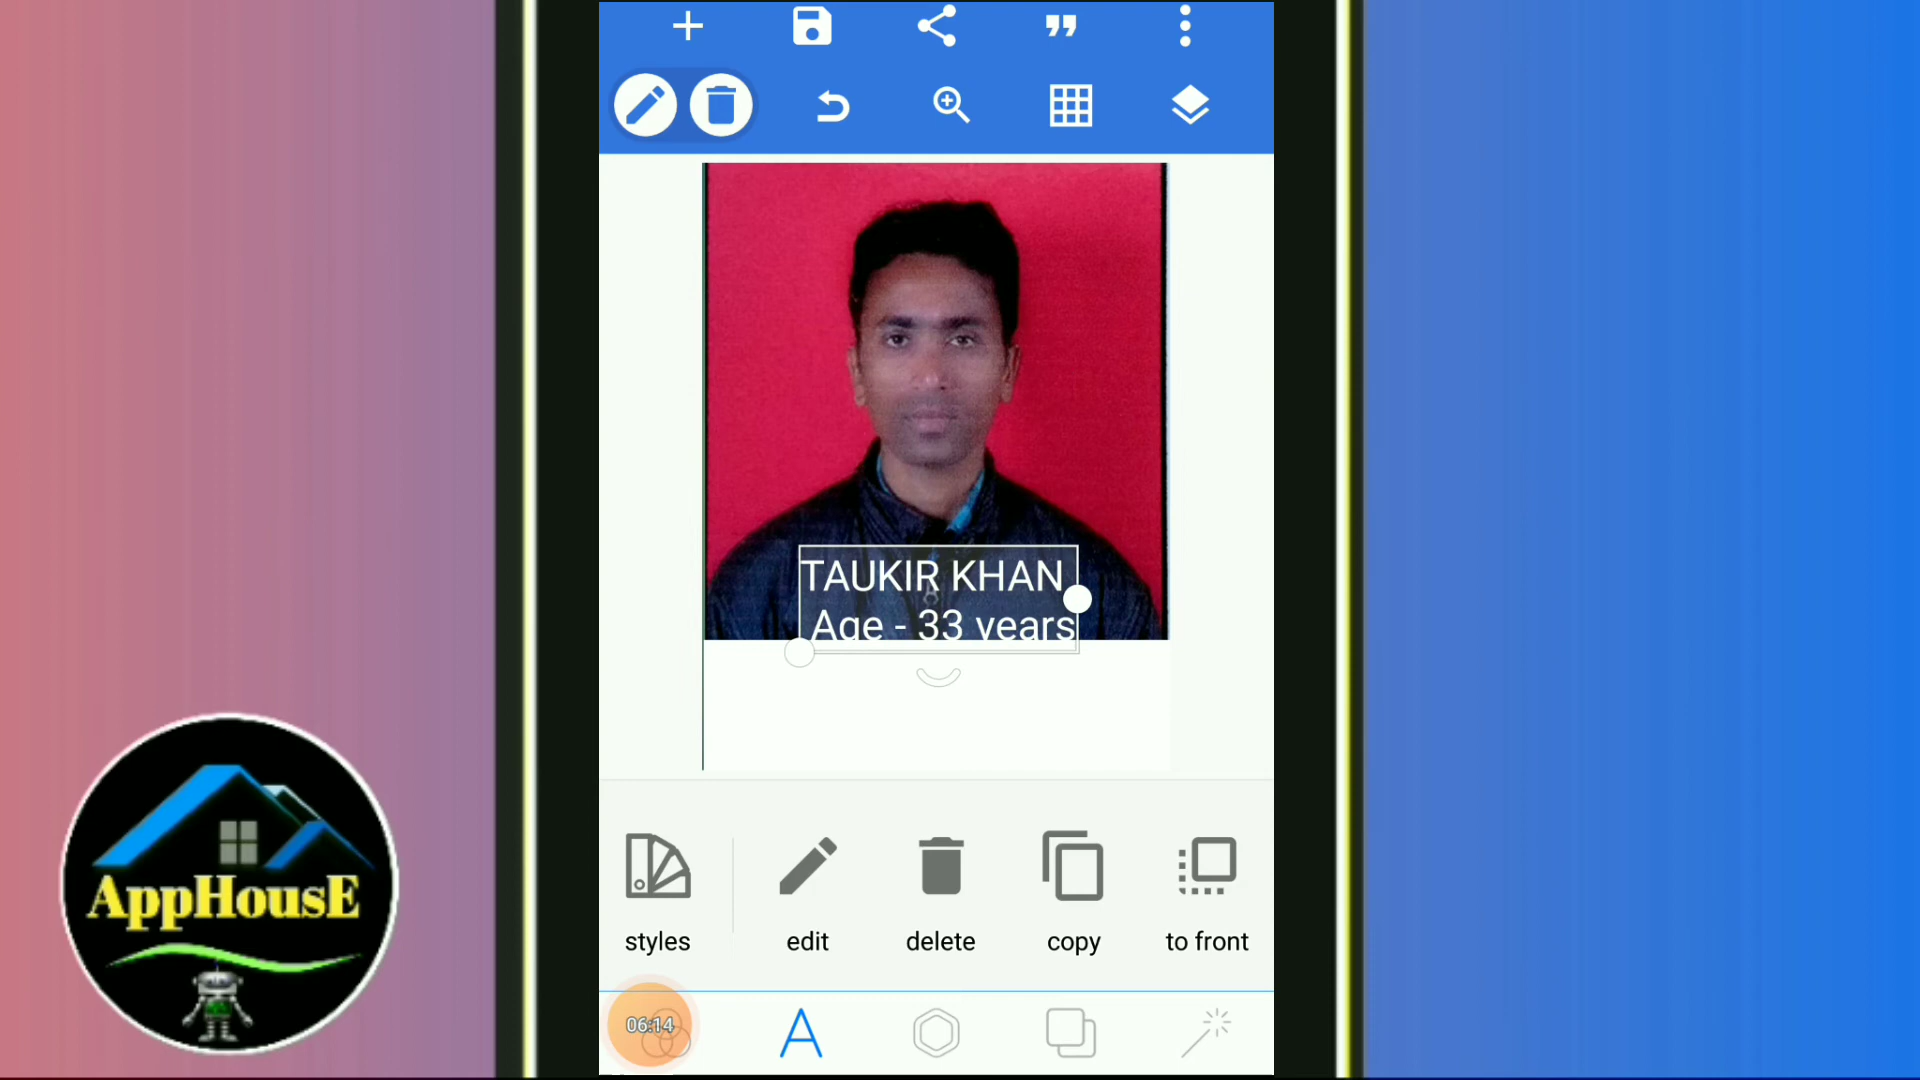 TAUKIR KHAN
Age - 33 years
styles
edit
delete
copy
to front
06:14
A
AppHousE